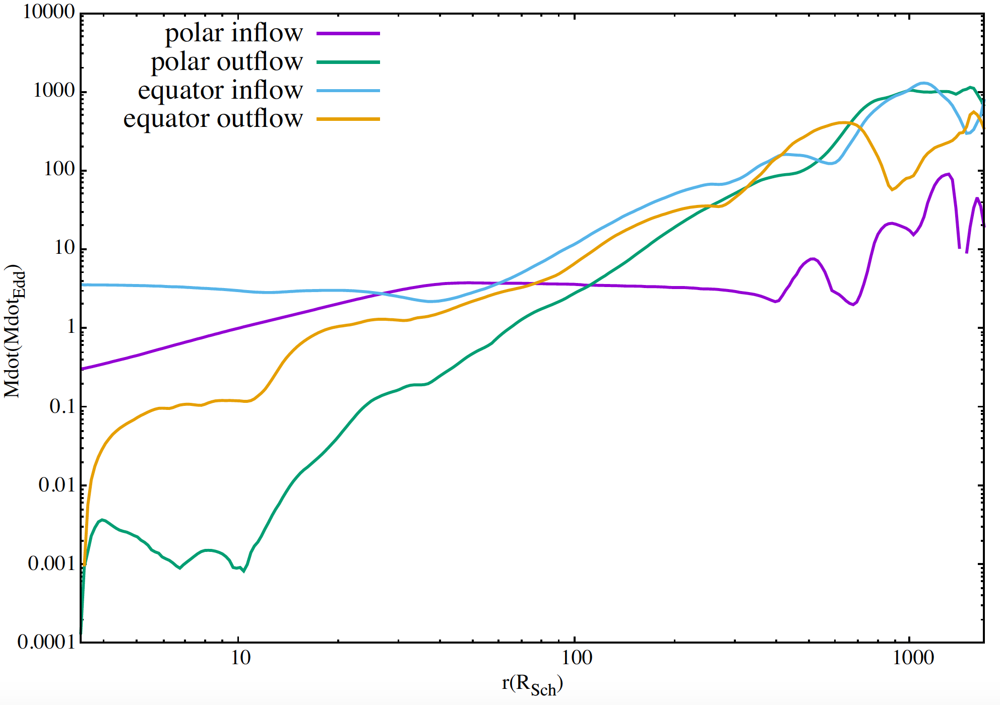 10000
1000
100
10
1
0.1
0.01
0.001
0.0001
Mdot(Mdot_Edd)
polar inflow
polar outflow
equator inflow
equator outflow
10
100
1000
r(R_Sch)